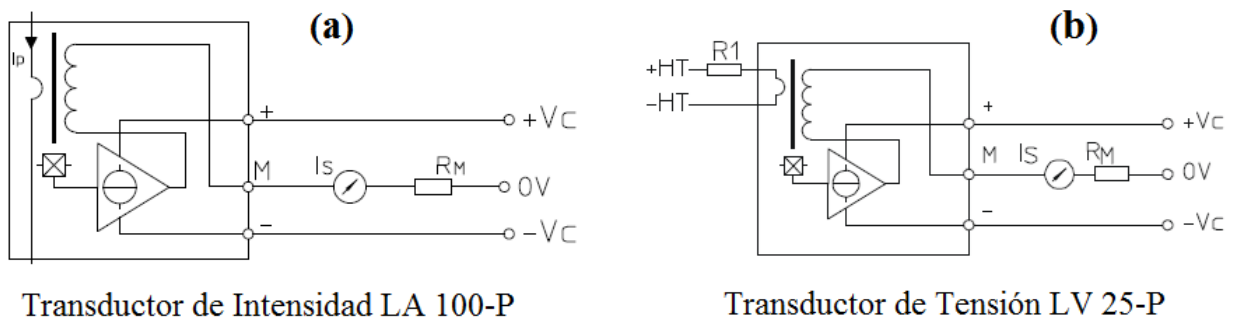 (a)
Ip
+
+Vc
M
Is
RM
0V
-
-Vc
Transductor de Intensidad LA 100-P
(b)
R1
+HT
-HT
+
+Vc
M
IS
RM
0V
-
-Vc
Transductor de Tensión LV 25-P